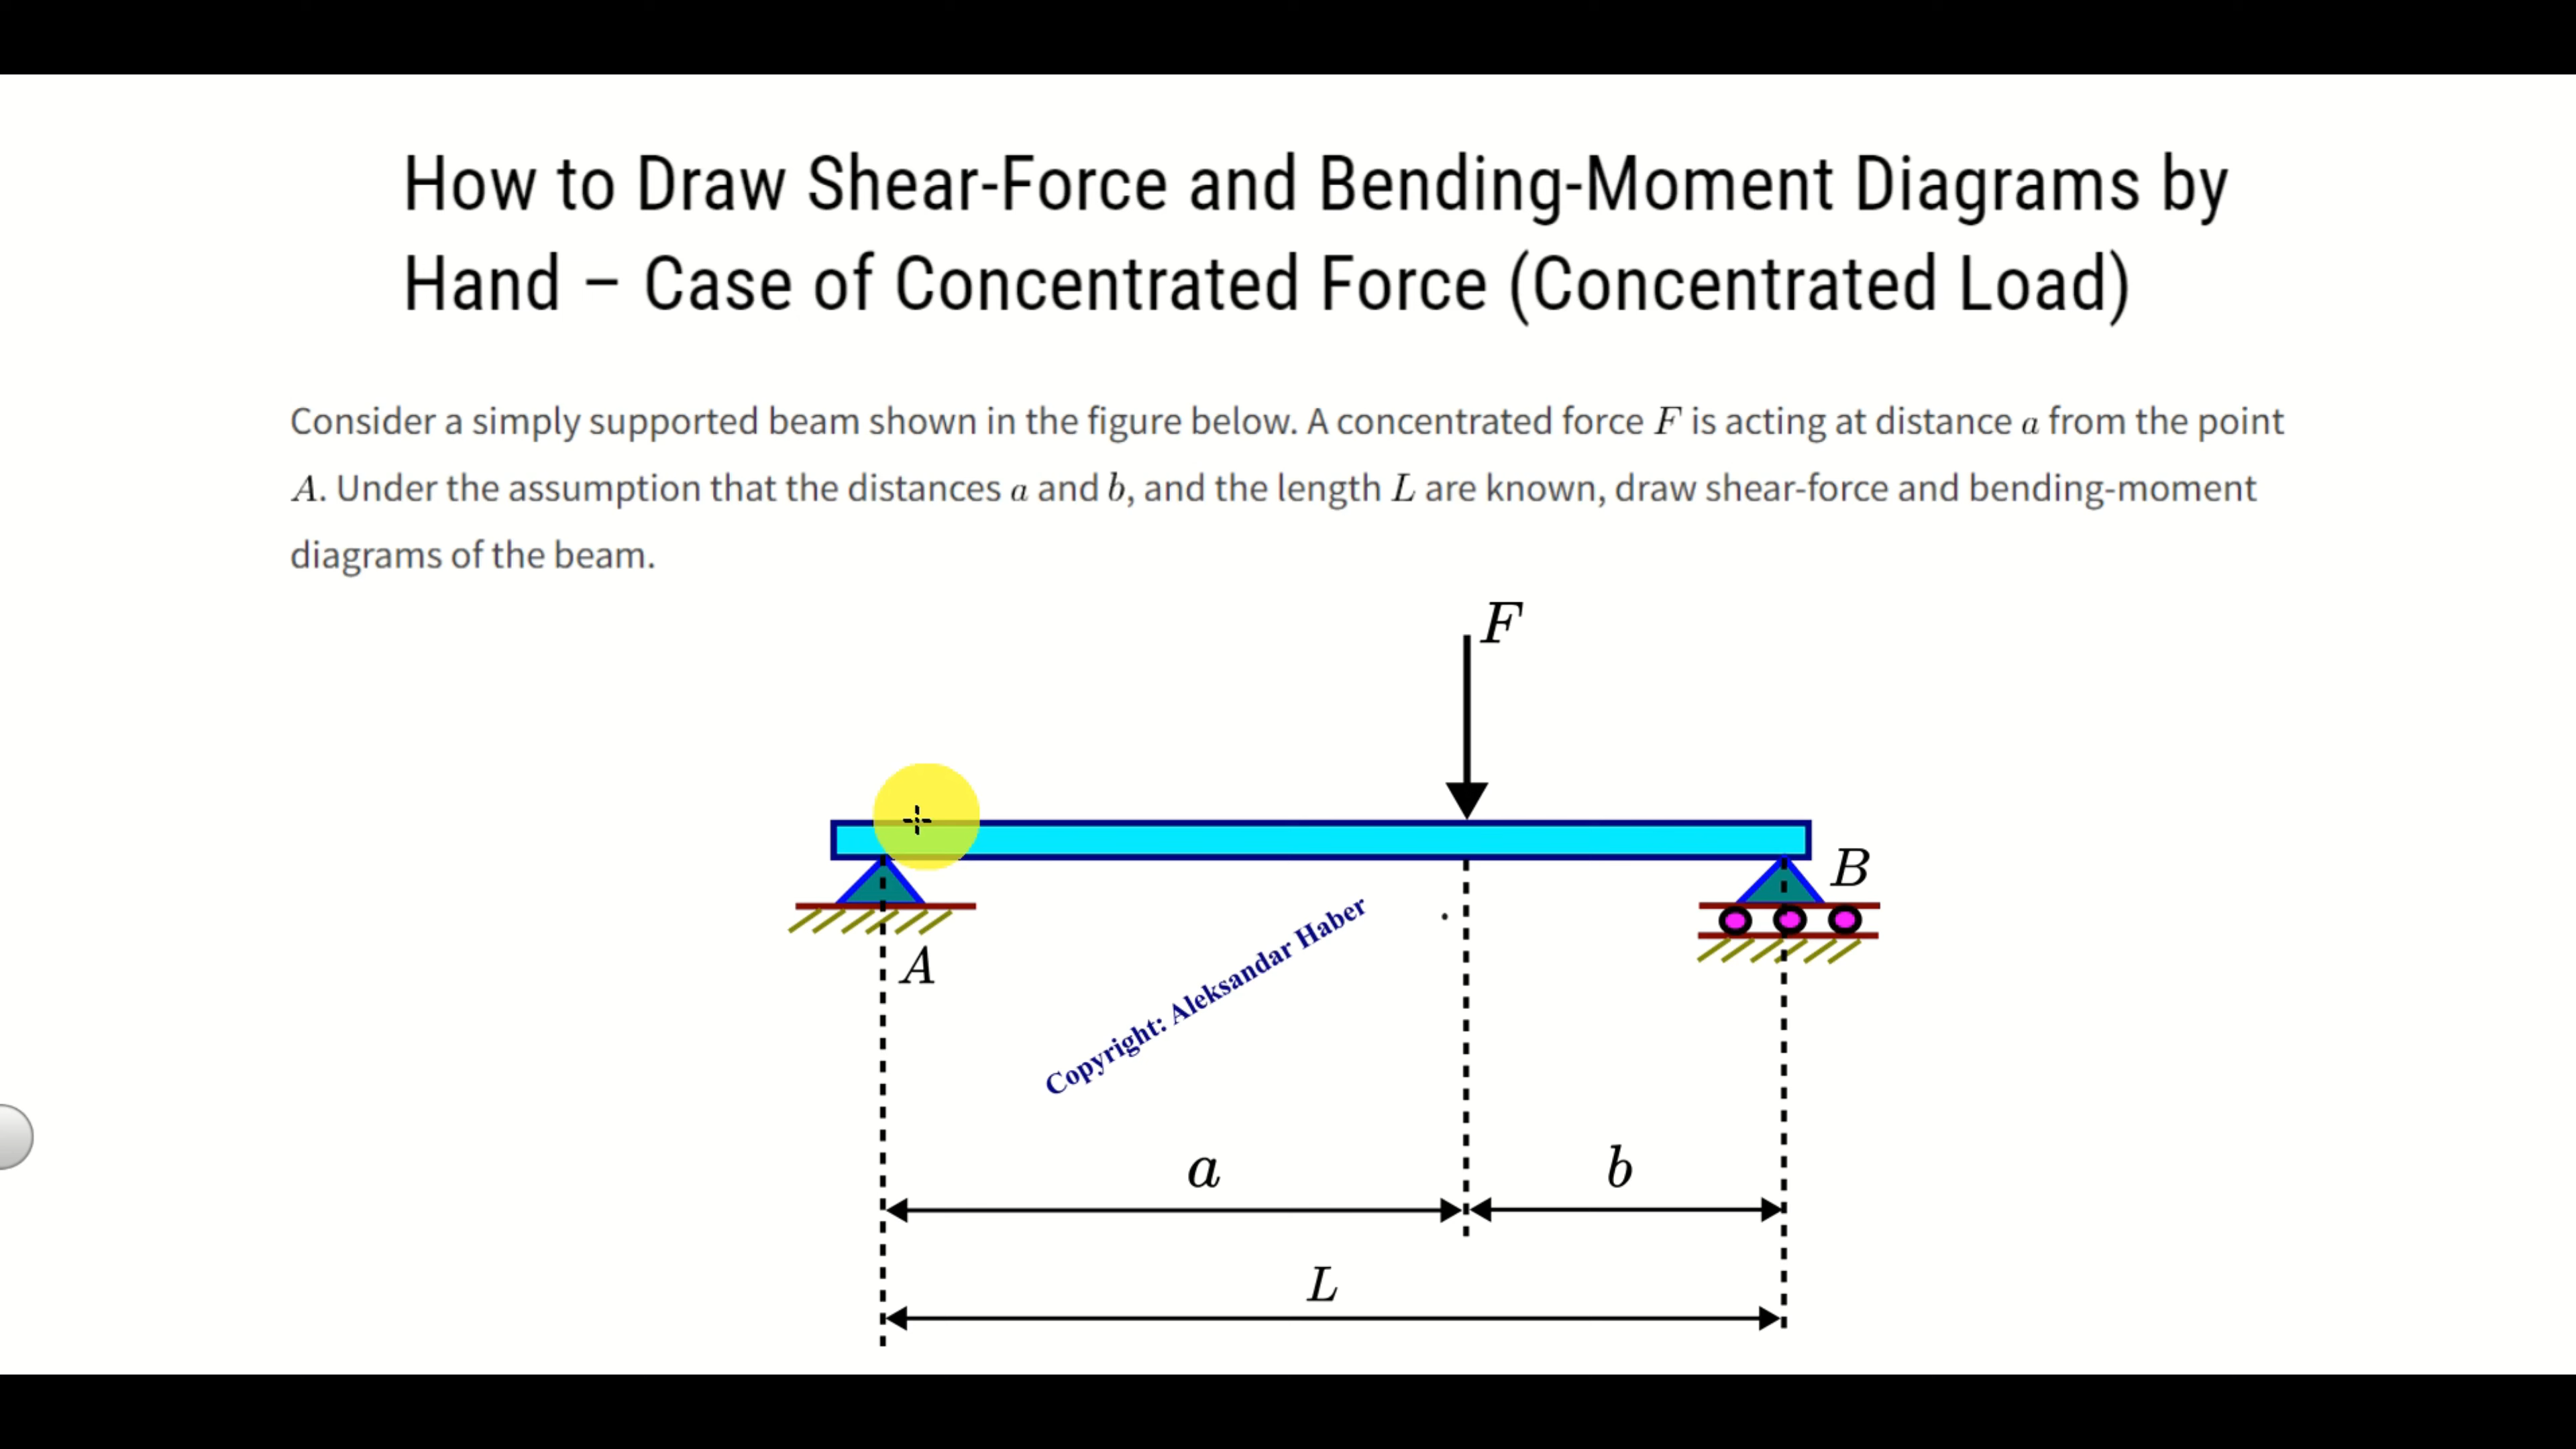 How to Draw Shear-Force and Bending-Moment Diagrams by
Hand – Case of Concentrated Force (Concentrated Load)
Consider a simply supported beam shown in the figure below. A concentrated force F is acting at distance a from the point
A. Under the assumption that the distances a and b, and the length L are known, draw shear-force and bending-moment
diagrams of the beam.
F
B
A
Copyright: Aleksandar Haber
a
b
L